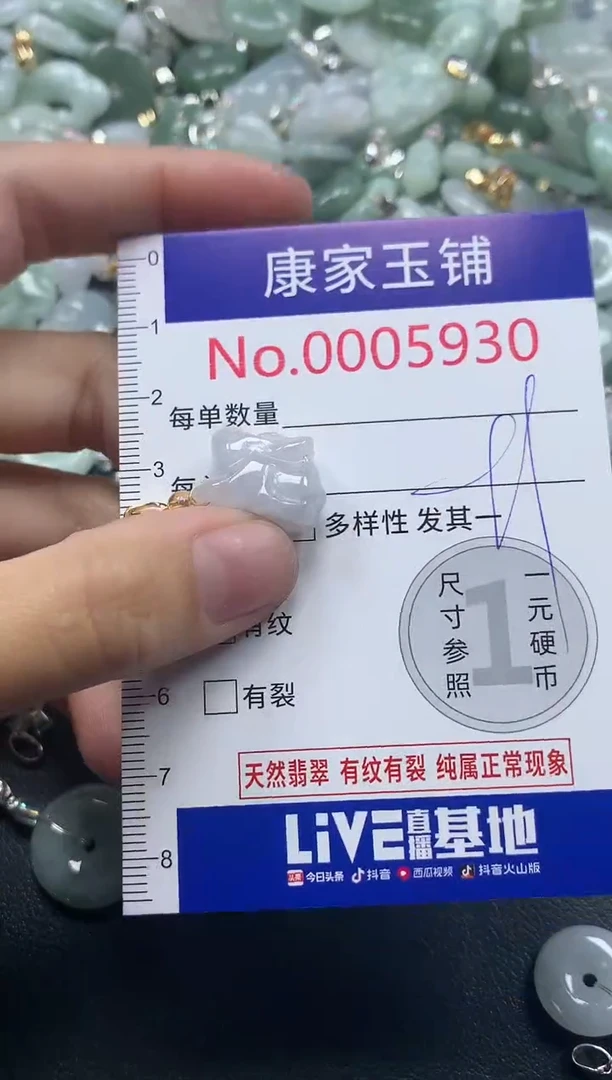 康家玉铺
No.0005930
0
1
2
3
6
7
8
每单数量
每
多样性 发其一
有纹
有裂
尺寸参照
1
一元硬币
天然翡翠 有纹有裂 纯属正常现象
LiVE直播基地
头条 今日头条 抖音 西瓜视频 抖音火山版